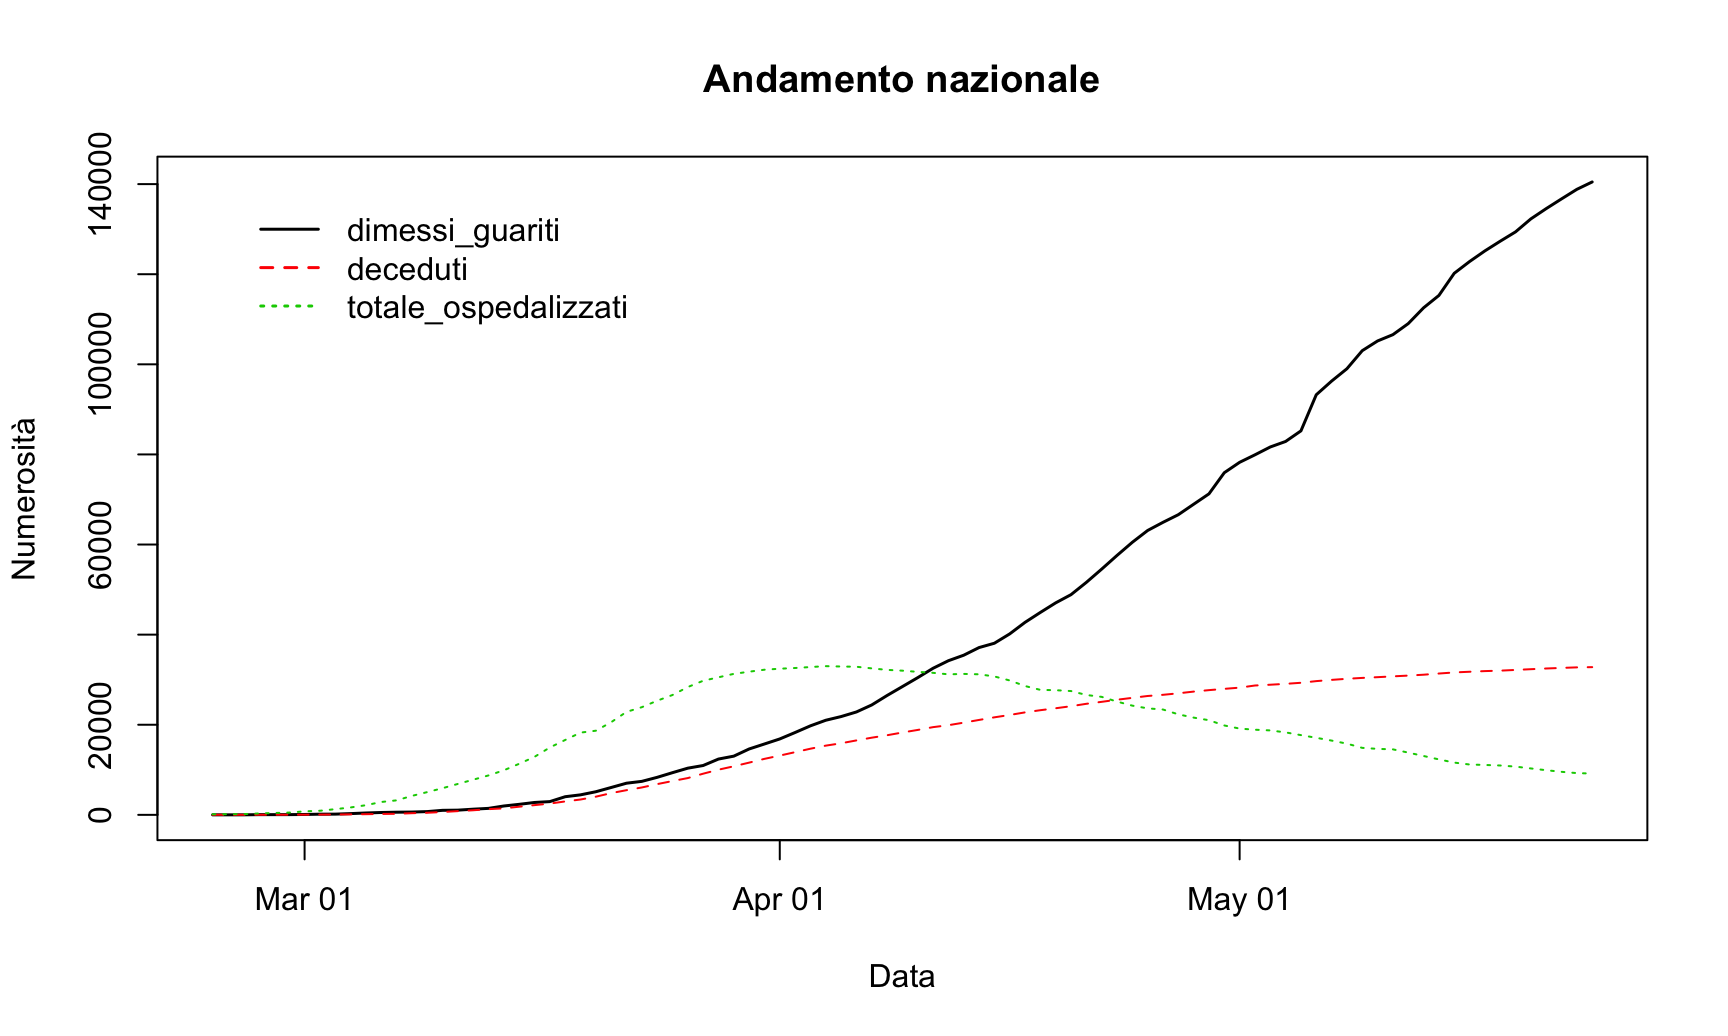 Andamento nazionale
140000
100000
60000
20000
0
Numerosità
dimessi_guariti
deceduti
totale_ospedalizzati
Mar 01
Apr 01
May 01
Data